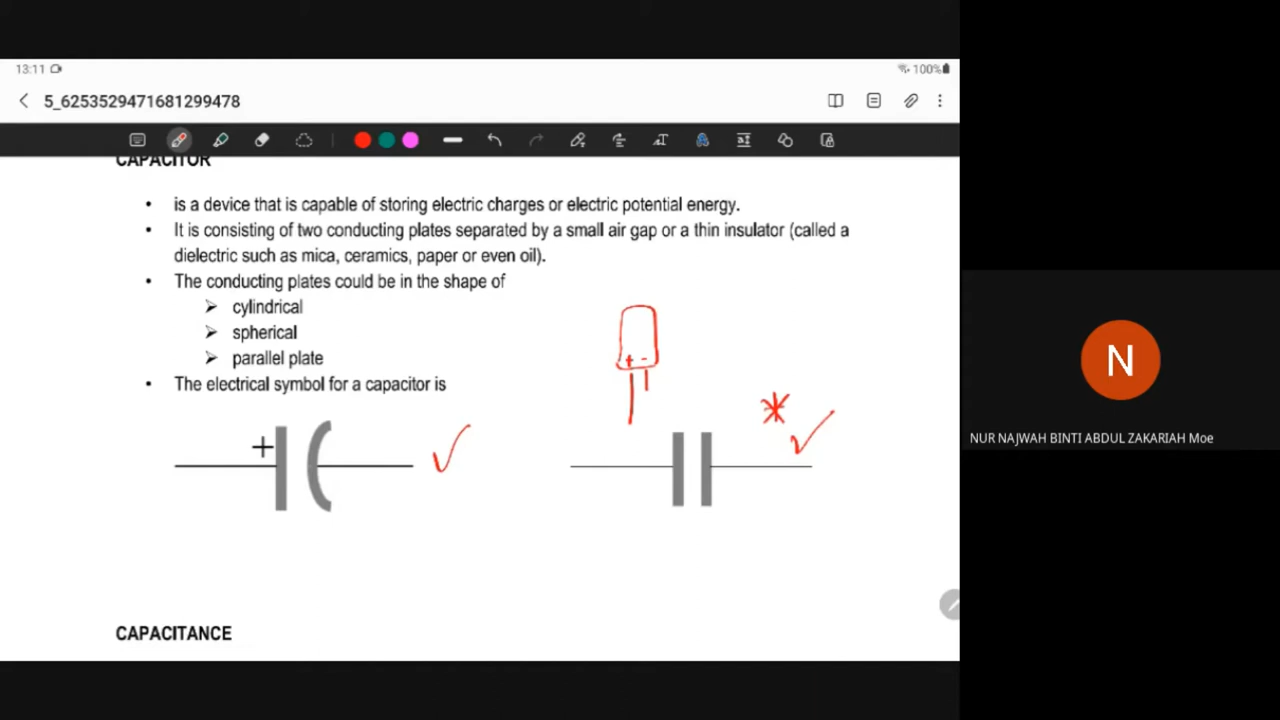 13:11
100%
5_6253529471681299478
CAPACITOR
• is a device that is capable of storing electric charges or electric potential energy.
• It is consisting of two conducting plates separated by a small air gap or a thin insulator (called a
dielectric such as mica, ceramics, paper or even oil).
• The conducting plates could be in the shape of
➢ cylindrical
➢ spherical
➢ parallel plate
+ -
• The electrical symbol for a capacitor is
+
*
N
NUR NAJWAH BINTI ABDUL ZAKARIAH Moe
CAPACITANCE